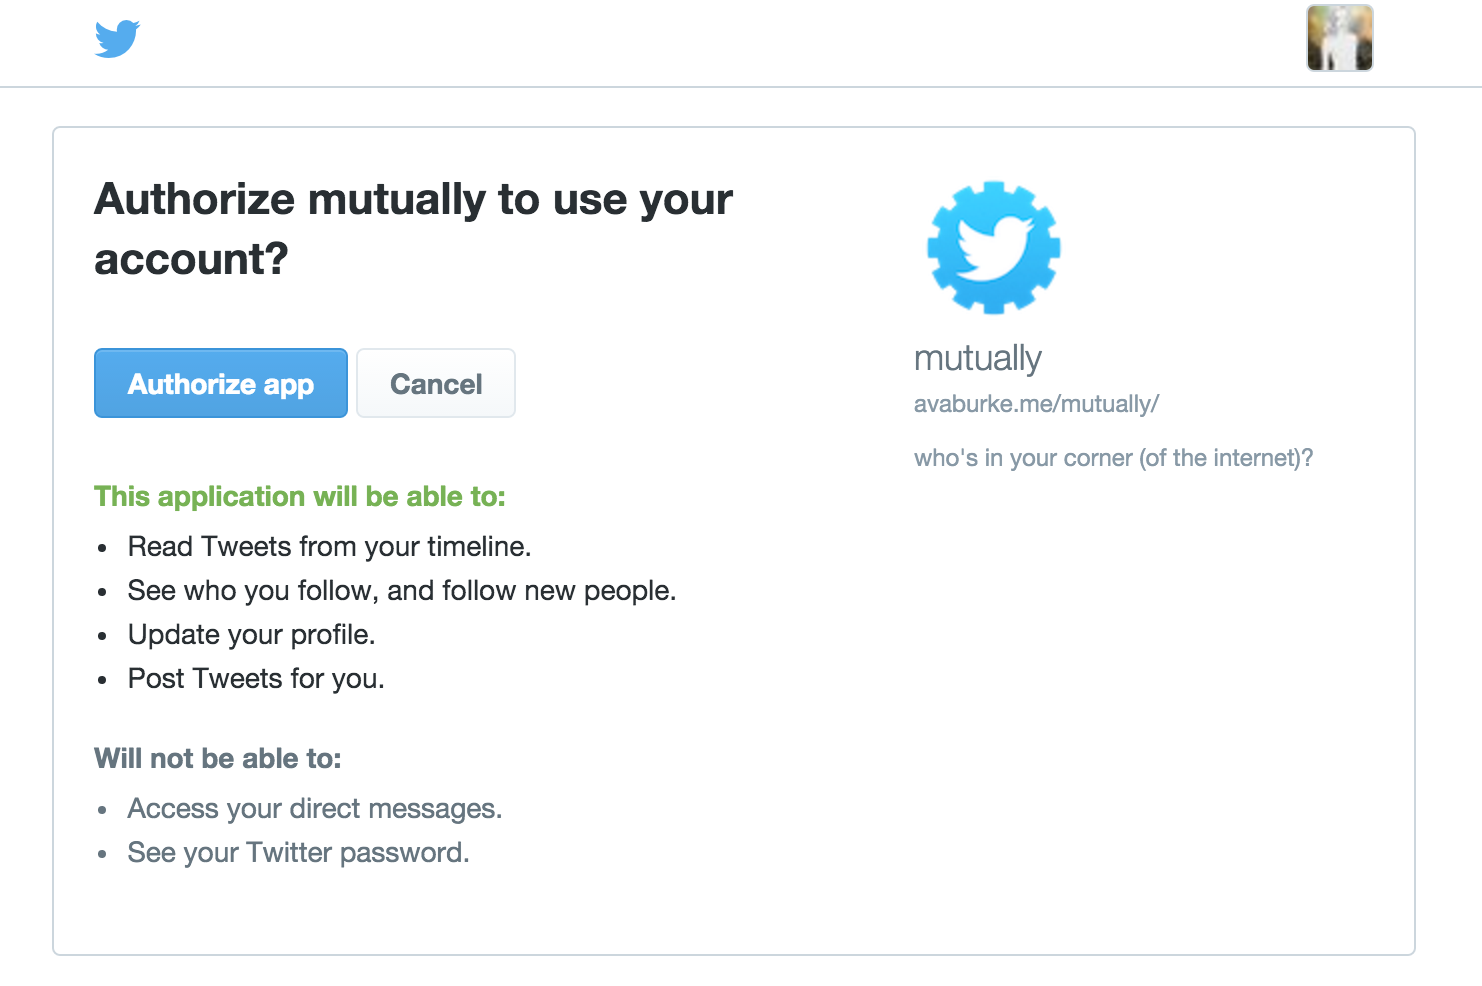 Authorize mutually to use your
account?
Authorize app
Cancel
This application will be able to:
• Read Tweets from your timeline.
• See who you follow, and follow new people.
• Update your profile.
• Post Tweets for you.
Will not be able to:
• Access your direct messages.
• See your Twitter password.
mutually
avaburke.me/mutually/
who's in your corner (of the internet)?